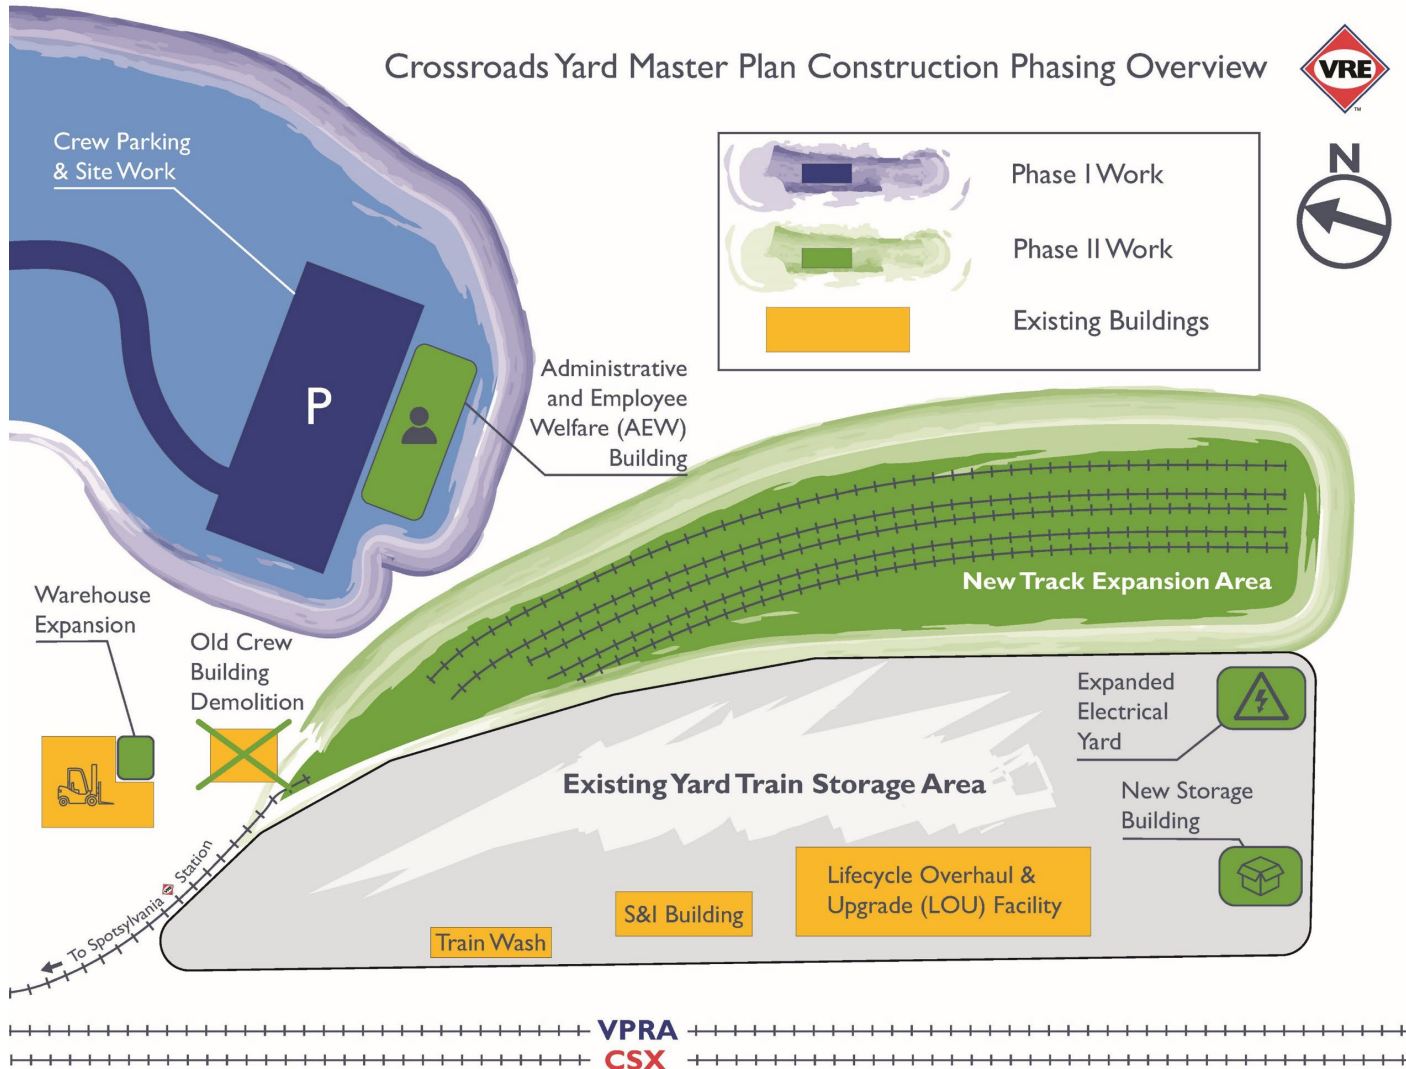 Crossroads Yard Master Plan Construction Phasing Overview
VRE
TM
N
Crew Parking
& Site Work
Phase I Work
Phase II Work
Existing Buildings
P
Administrative
and Employee
Welfare (AEW)
Building
New Track Expansion Area
Warehouse
Expansion
Old Crew
Building
Demolition
Expanded
Electrical
Yard
Existing Yard Train Storage Area
New Storage
Building
Lifecycle Overhaul &
Upgrade (LOU) Facility
S&I Building
Train Wash
To Spotsylvania VRE Station
VPRA
CSX